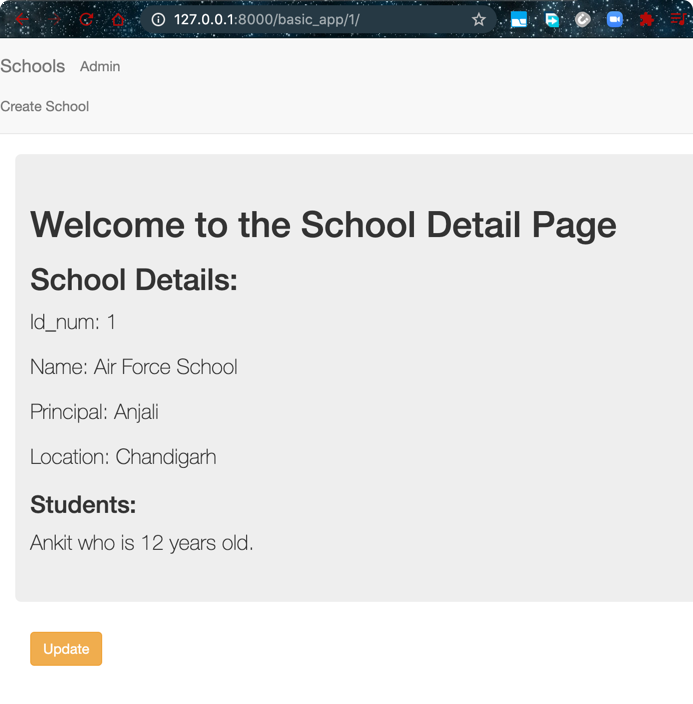 127.0.0.1:8000/basic_app/1/
Schools Admin
Create School
Welcome to the School Detail Page
School Details:
Id_num: 1
Name: Air Force School
Principal: Anjali
Location: Chandigarh
Students:
Ankit who is 12 years old.
Update